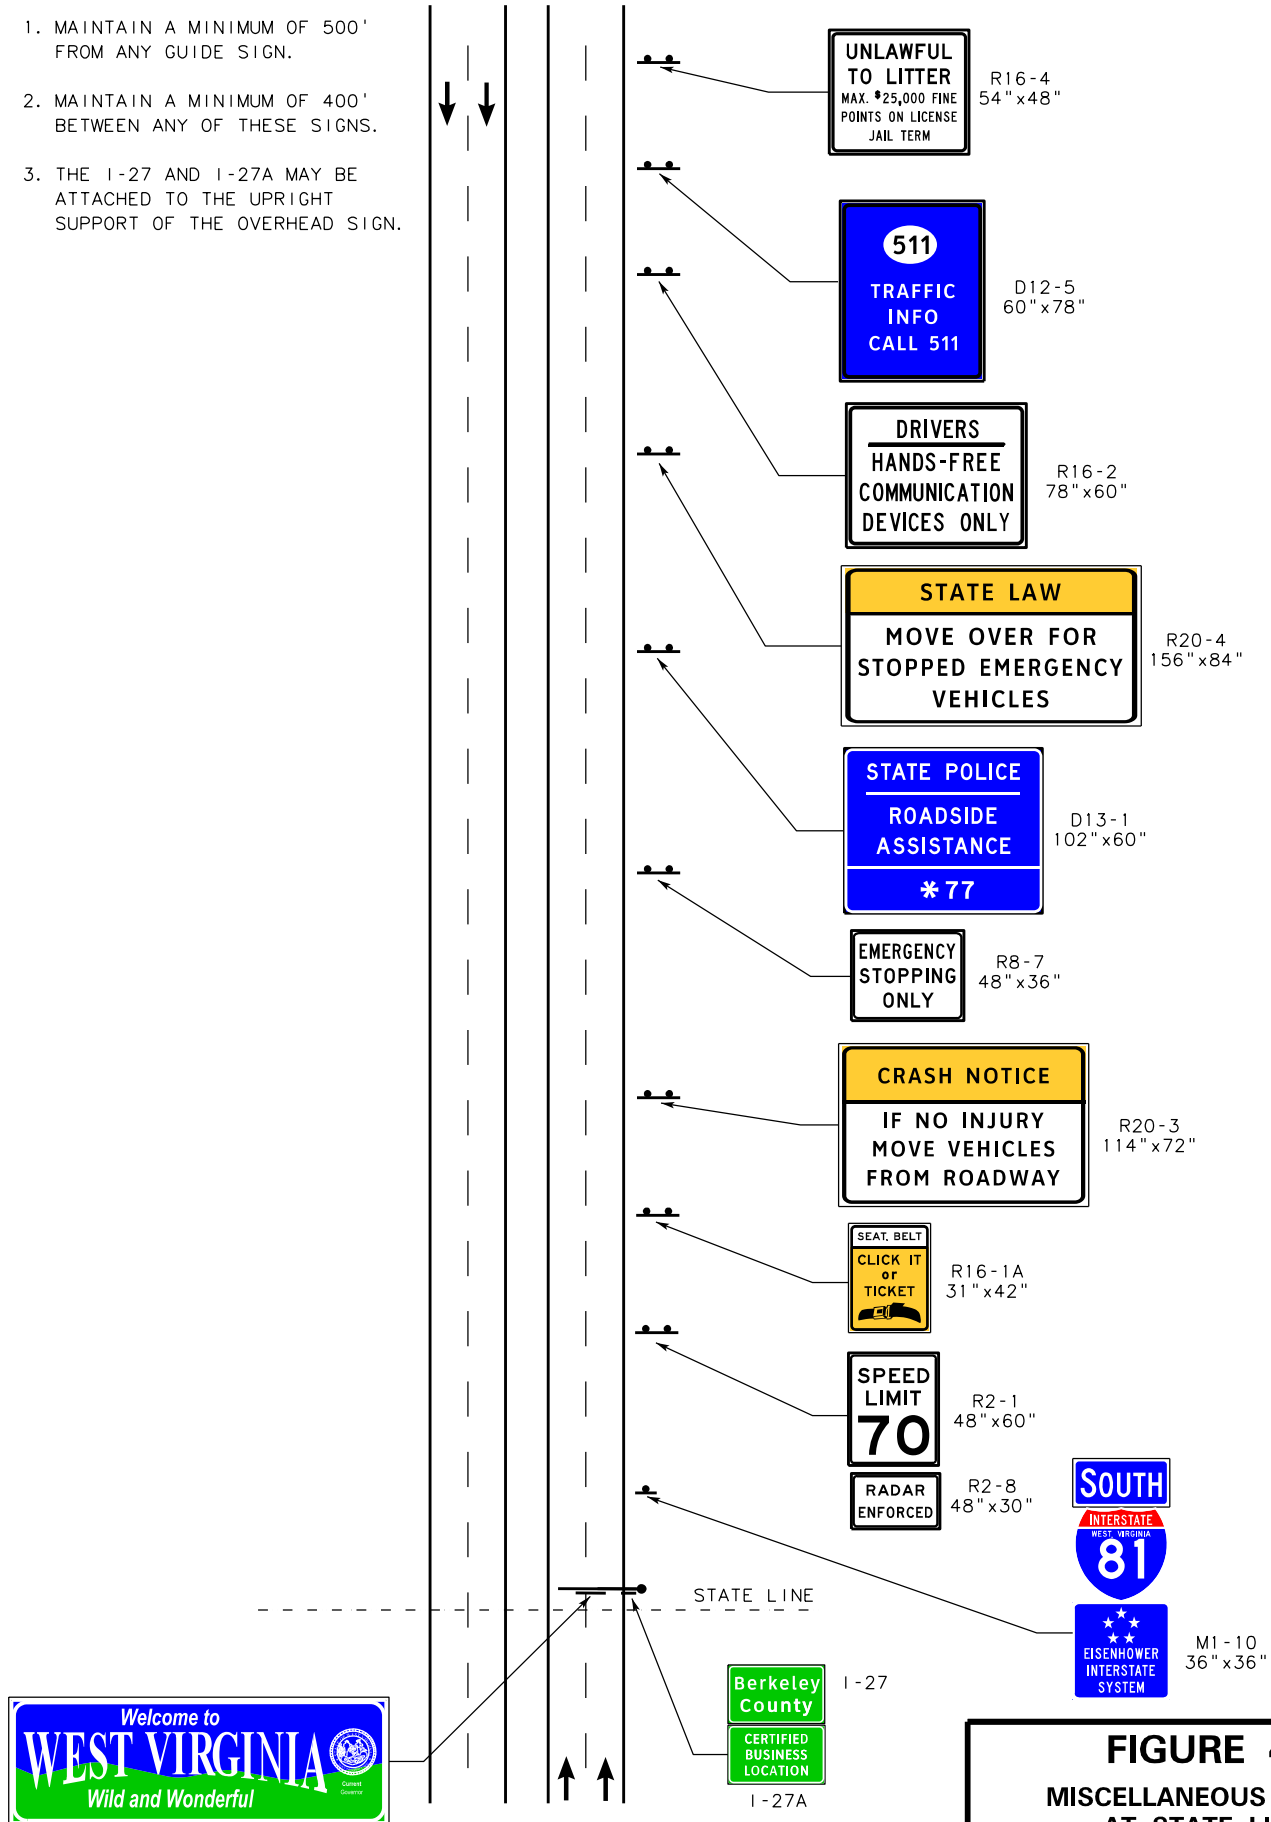 1. MAINTAIN A MINIMUM OF 500'
FROM ANY GUIDE SIGN.
2. MAINTAIN A MINIMUM OF 400'
BETWEEN ANY OF THESE SIGNS.
3. THE I-27 AND I-27A MAY BE
ATTACHED TO THE UPRIGHT
SUPPORT OF THE OVERHEAD SIGN.
UNLAWFUL
TO LITTER
MAX. $25,000 FINE
POINTS ON LICENSE
JAIL TERM
R16-4
54"x48"
511
TRAFFIC
INFO
CALL 511
D12-5
60"x78"
DRIVERS
HANDS-FREE
COMMUNICATION
DEVICES ONLY
R16-2
78"x60"
STATE LAW
MOVE OVER FOR
STOPPED EMERGENCY
VEHICLES
R20-4
156"x84"
STATE POLICE
ROADSIDE
ASSISTANCE
*77
D13-1
102"x60"
EMERGENCY
STOPPING
ONLY
R8-7
48"x36"
CRASH NOTICE
IF NO INJURY
MOVE VEHICLES
FROM ROADWAY
R20-3
114"x72"
SEAT BELT
CLICK IT
or
TICKET
R16-1A
31"x42"
SPEED
LIMIT
70
R2-1
48"x60"
RADAR
ENFORCED
R2-8
48"x30"
SOUTH
INTERSTATE
WEST VIRGINIA
81
EISENHOWER
INTERSTATE
SYSTEM
M1-10
36"x36"
STATE LINE
Berkeley
County
I-27
CERTIFIED
BUSINESS
LOCATION
I-27A
Welcome to
WEST VIRGINIA
Wild and Wonderful
Current
Governor
FIGURE
MISCELLANEOUS
AT STATE